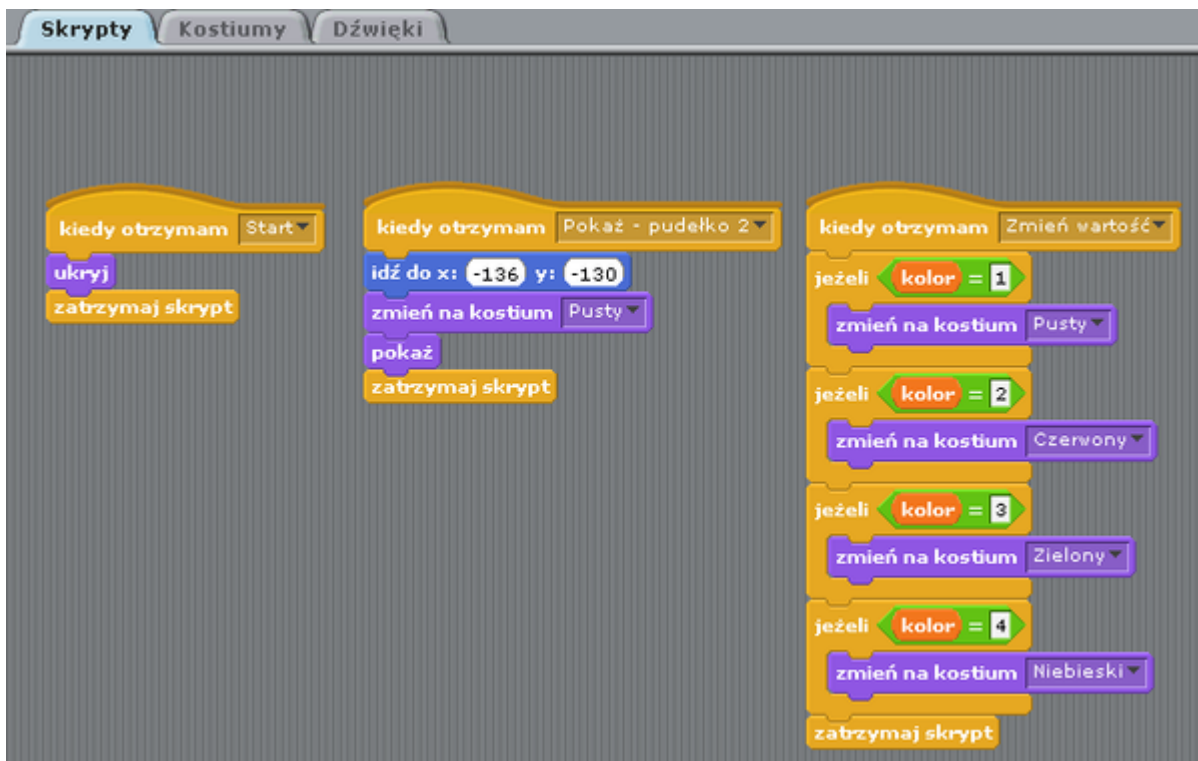 Skrypty Kostiumy Dźwięki
kiedy otrzymam Start
ukryj
zatrzymaj skrypt
kiedy otrzymam Pokaż - pudełko 2
idź do x: -136 y: -130
zmień na kostium Pusty
pokaż
zatrzymaj skrypt
kiedy otrzymam Zmień wartość
jeżeli kolor = 1
zmień na kostium Pusty
jeżeli kolor = 2
zmień na kostium Czerwony
jeżeli kolor = 3
zmień na kostium Zielony
jeżeli kolor = 4
zmień na kostium Niebieski
zatrzymaj skrypt